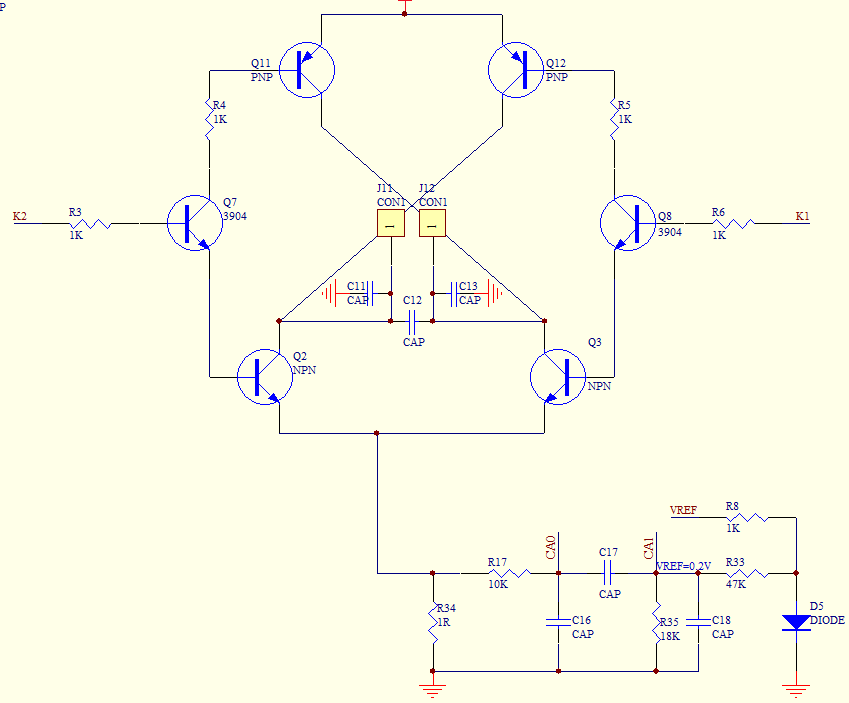 P
Q11
PNP
Q12
PNP
R4
1K
R5
1K
J11
CON1
J12
CON1
1
1
K2
R3
1K
Q7
3904
Q8
3904
R6
1K
K1
C11
CAP
C12
CAP
C13
CAP
Q2
NPN
Q3
NPN
VREF
R8
1K
CA0
CA1
R17
10K
C17
CAP
VREF=0.2V
R33
47K
R34
1R
C16
CAP
R35
18K
C18
CAP
D5
DIODE